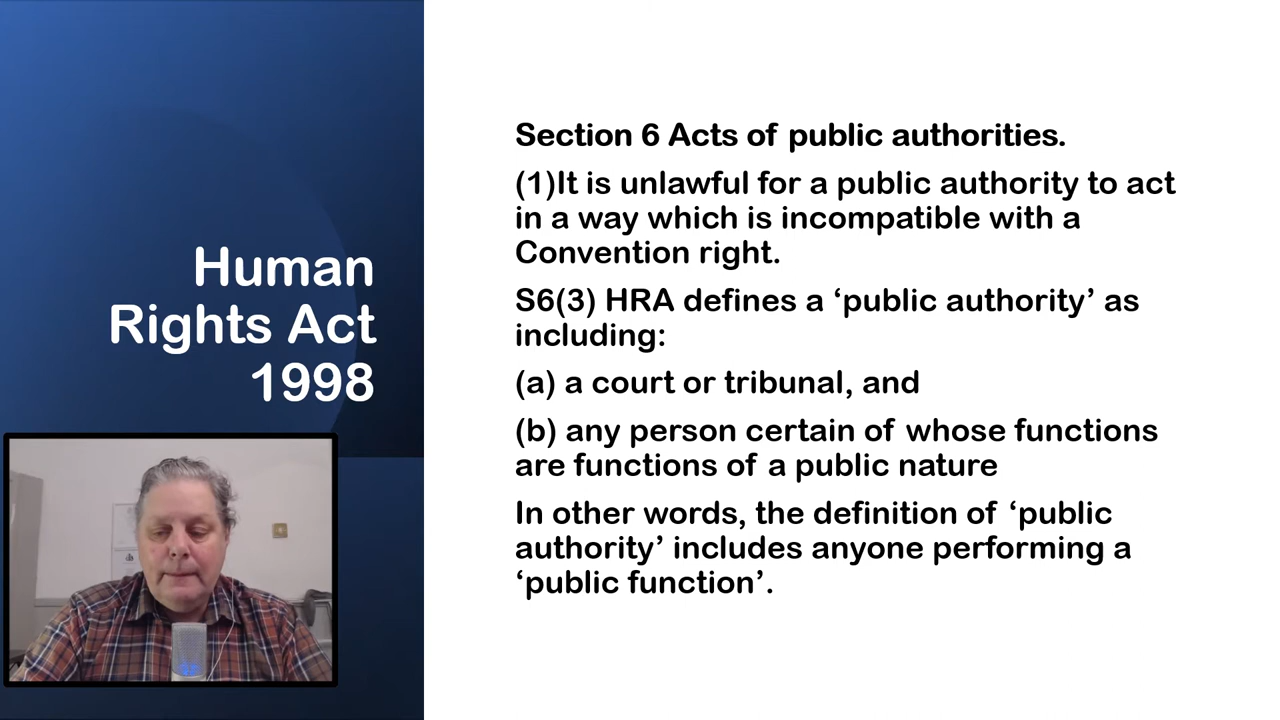 Human
Rights Act
1998
Section 6 Acts of public authorities.
(1)It is unlawful for a public authority to act
in a way which is incompatible with a
Convention right.
S6(3) HRA defines a ‘public authority’ as
including:
(a) a court or tribunal, and
(b) any person certain of whose functions
are functions of a public nature
In other words, the definition of ‘public
authority’ includes anyone performing a
‘public function’.